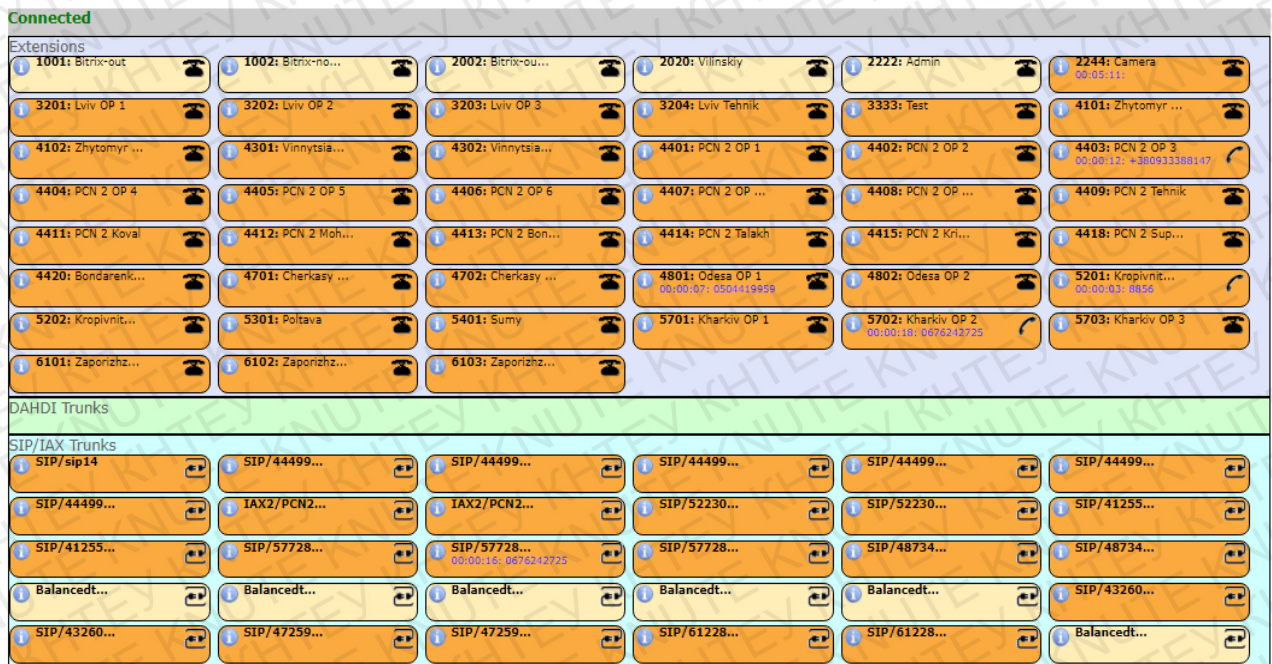 Connected
Extensions
1001: Bitrix-out
1002: Bitrix-no...
2002: Bitrix-ou...
2020: Vilinskiy
2222: Admin
2244: Camera
00:05:11:
3201: Lviv OP 1
3202: Lviv OP 2
3203: Lviv OP 3
3204: Lviv Tehnik
3333: Test
4101: Zhytomyr ...
4102: Zhytomyr ...
4301: Vinnytsia...
4302: Vinnytsia...
4401: PCN 2 OP 1
4402: PCN 2 OP 2
4403: PCN 2 OP 3
00:00:12: +380933388147
4404: PCN 2 OP 4
4405: PCN 2 OP 5
4406: PCN 2 OP 6
4407: PCN 2 OP ...
4408: PCN 2 OP ...
4409: PCN 2 Tehnik
4411: PCN 2 Koval
4412: PCN 2 Moh...
4413: PCN 2 Bon...
4414: PCN 2 Talakh
4415: PCN 2 Kri...
4418: PCN 2 Sup...
4420: Bondarenk...
4701: Cherkasy ...
4702: Cherkasy ...
4801: Odesa OP 1
00:00:07: 0504419959
4802: Odesa OP 2
5201: Kropivnit...
00:00:03: 8856
5202: Kropivnit...
5301: Poltava
5401: Sumy
5701: Kharkiv OP 1
5702: Kharkiv OP 2
00:00:18: 0676242725
5703: Kharkiv OP 3
6101: Zaporizhz...
6102: Zaporizhz...
6103: Zaporizhz...
DAHDI Trunks
SIP/IAX Trunks
SIP/sip14
SIP/44499...
SIP/44499...
SIP/44499...
SIP/44499...
SIP/44499...
SIP/44499...
IAX2/PCN2...
IAX2/PCN2...
SIP/52230...
SIP/52230...
SIP/41255...
SIP/41255...
SIP/57728...
SIP/57728...
00:00:16: 0676242725
SIP/57728...
SIP/48734...
SIP/48734...
Balancedt...
Balancedt...
Balancedt...
Balancedt...
Balancedt...
SIP/43260...
SIP/43260...
SIP/47259...
SIP/47259...
SIP/61228...
SIP/61228...
Balancedt...
KNUTE KHTEY KNUTE KHTEY